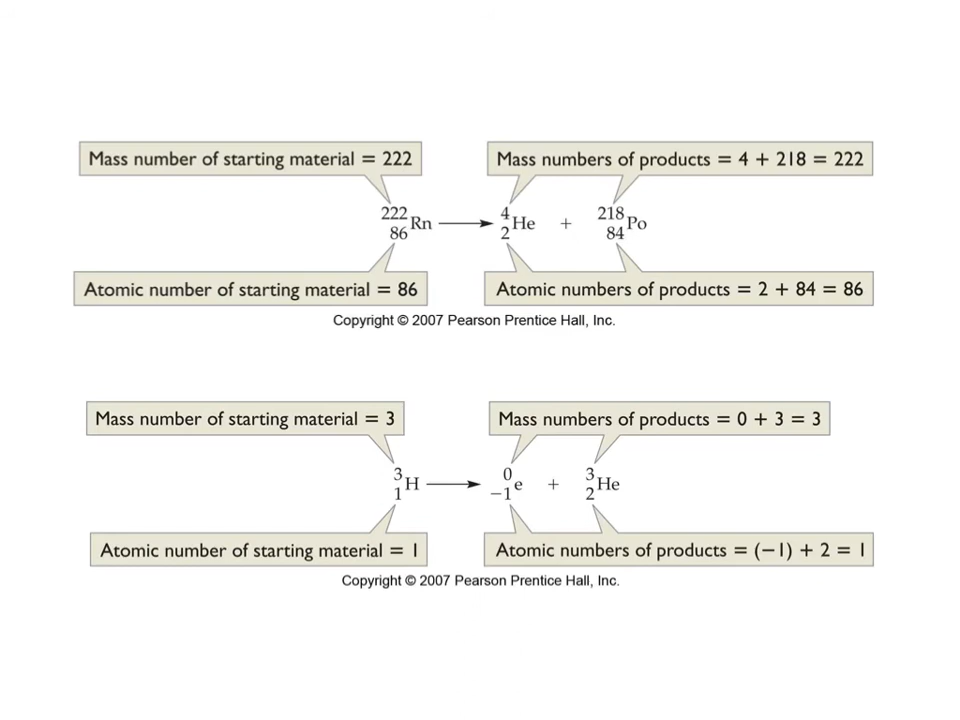 Mass number of starting material = 222
Mass numbers of products = 4 + 218 = 222
222 86 Rn → 4 2 He + 218 84 Po
Atomic number of starting material = 86
Atomic numbers of products = 2 + 84 = 86
Copyright © 2007 Pearson Prentice Hall, Inc.
Mass number of starting material = 3
Mass numbers of products = 0 + 3 = 3
3 1 H → 0 −1 e + 3 2 He
Atomic number of starting material = 1
Atomic numbers of products = (−1) + 2 = 1
Copyright © 2007 Pearson Prentice Hall, Inc.